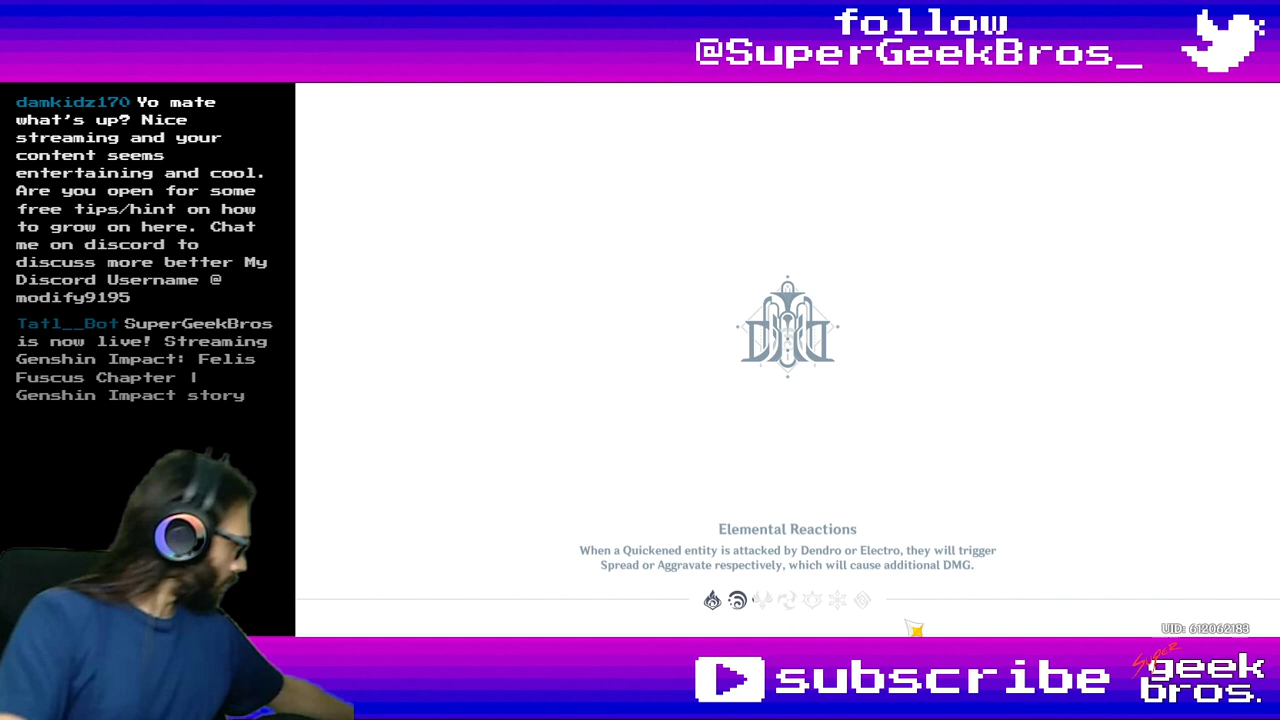 follow
@SuperGeekBros_
damkidz170 Yo mate
what's up? Nice
streaming and your
content seems
entertaining and cool.
Are you open for some
free tips/hint on how
to grow on here. Chat
me on discord to
discuss more better My
Discord Username @
modify9195
Tatl__Bot SuperGeekBros
is now live! Streaming
Genshin Impact: Felis
Fuscus Chapter |
Genshin Impact story
Elemental Reactions
When a Quickened entity is attacked by Dendro or Electro, they will trigger
Spread or Aggravate respectively, which will cause additional DMG.
UID: 612062183
subscribe
Super
geek
bros.